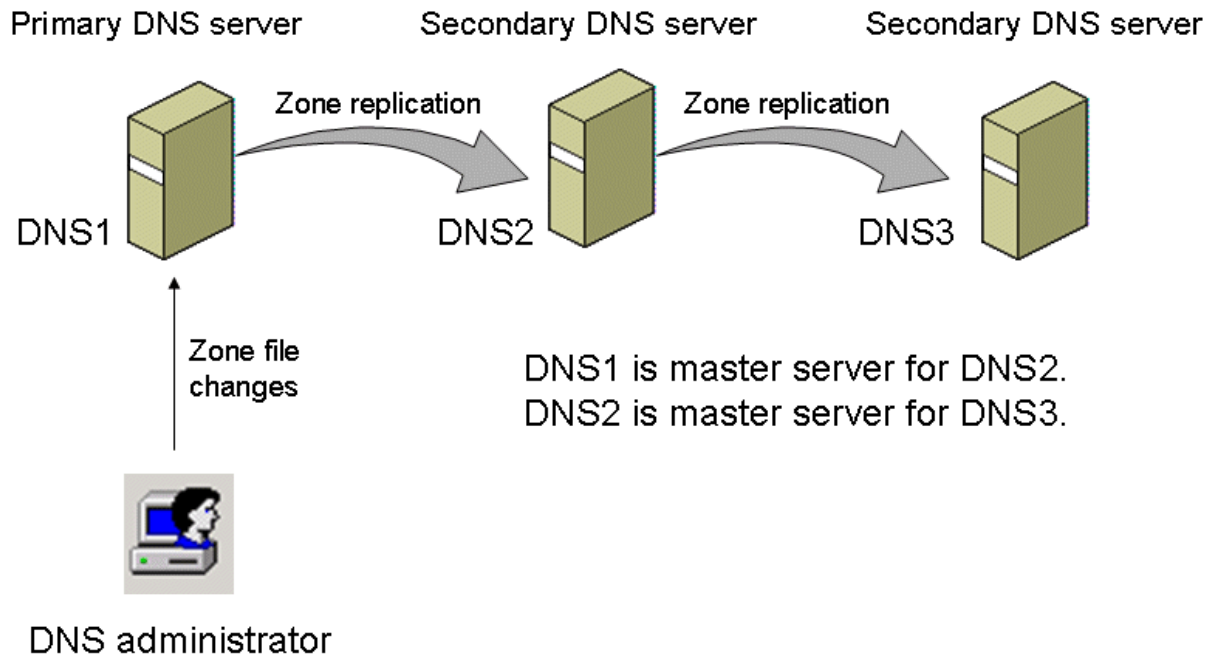 Primary DNS server
Secondary DNS server
Secondary DNS server
Zone replication
Zone replication
DNS1
DNS2
DNS3
Zone file
changes
DNS1 is master server for DNS2.
DNS2 is master server for DNS3.
DNS administrator